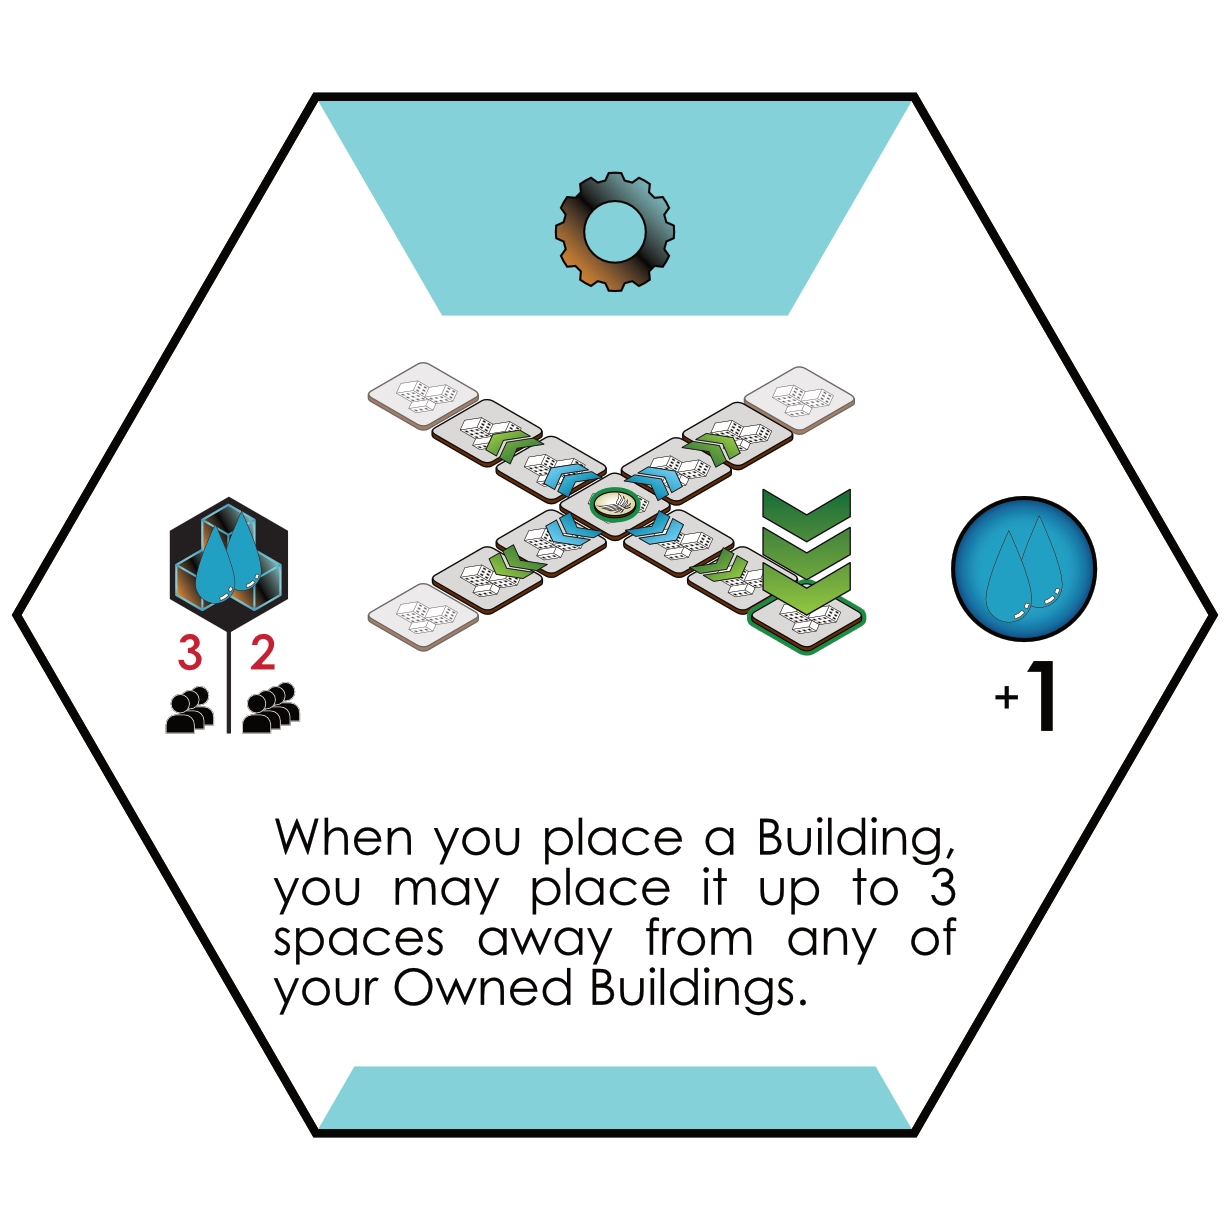 3 2
+1
When you place a Building,
you may place it up to 3
spaces away from any of
your Owned Buildings.